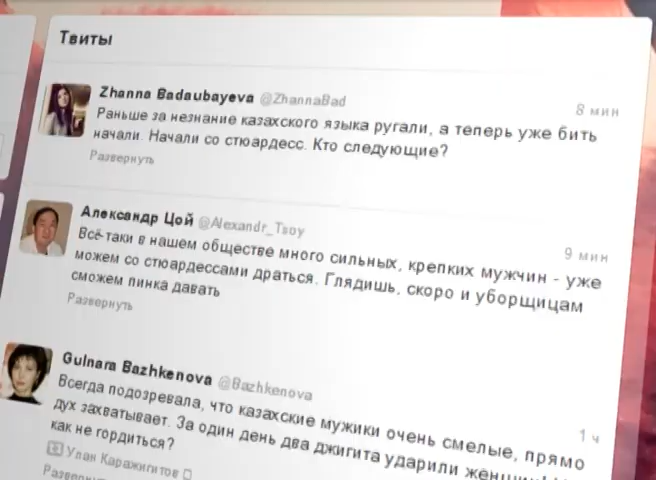 Твиты
Zhanna Badaubayeva @ZhannaBad 8 мин
Раньше за незнание казахского языка ругали, а теперь уже бить
начали. Начали со стюардесс. Кто следующие?
Развернуть
Александр Цой @Alexandr_Tsoy 9 мин
Всё-таки в нашем обществе много сильных, крепких мужчин - уже
можем со стюардессами драться. Глядишь, скоро и уборщицам
сможем пинка давать
Развернуть
Gulnara Bazhkenova @Bazhkenova 1 ч
Всегда подозревала, что казахские мужики очень смелые, прямо
дух захватывает. За один день два джигита ударили
как не гордиться?
Улан Каражигитов